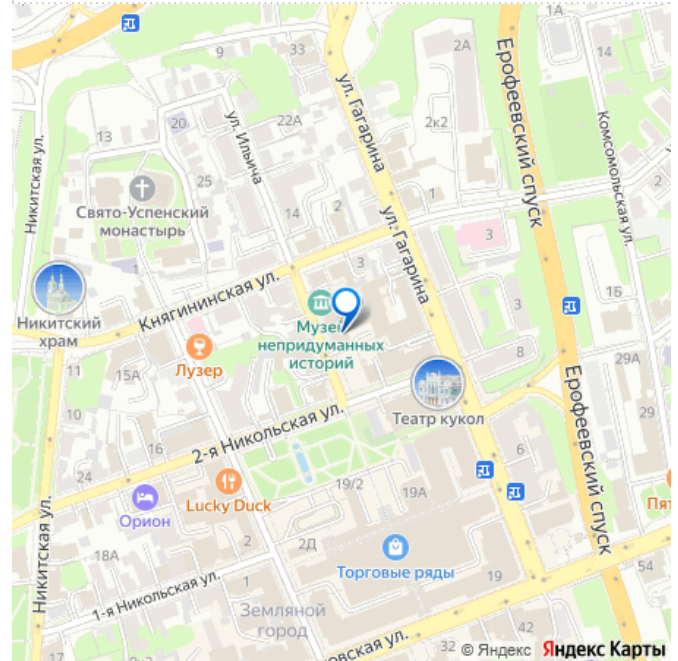 2А
14
9
33
Ерофеевский спуск
ул. Гагарина
Комсомольская ул.
Никитская ул.
13
20
ул. Ильича
22А
2к2
25
1
2
Свято-Успенский
монастырь
14
2
ул. Гагарина
3
3
Княгининская ул.
3
1Б
Никитский
храм
Музей
непридуманных
историй
Лузер
15А
8
29А
10
Театр кукол
Ерофеевский спуск
2-я Никольская ул.
16
24
6
19/2
19А
Lucky Duck
Орион
Пят
Никитская ул.
18А
2
2Д
1
Торговые ряды
19
54
1-я Никольская ул.
11
Земляной
город
овская ул.
32
© Яндекс Яндекс Карты